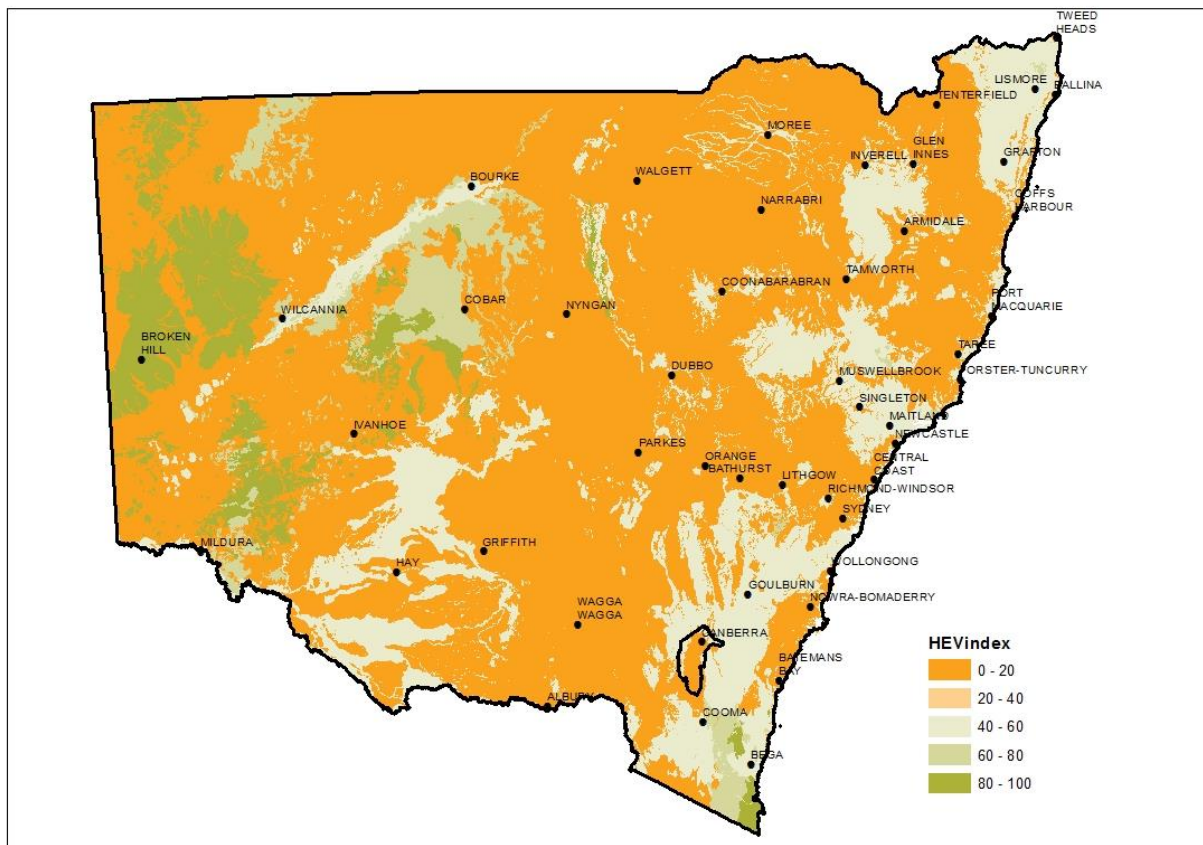 TWEED
HEADS
LISMORE
BALLINA
TENTERFIELD
MOREE
GLEN
INNES
INVERELL
GRAFTON
BOURKE
WALGETT
NARRABRI
COFFS
HARBOUR
ARMIDALE
TAMWORTH
COONABARABRAN
PORT
MACQUARIE
WILCANNIA
COBAR
NYNGAN
BROKEN
HILL
TAREE
DUBBO
MUSWELLBROOK
FORSTER-TUNCURRY
SINGLETON
MAITLAND
IVANHOE
NEWCASTLE
PARKES
ORANGE
CENTRAL
COAST
BATHURST
LITHGOW
RICHMOND-WINDSOR
SYDNEY
MILDURA
GRIFFITH
HAY
WOLLONGONG
GOULBURN
NOWRA-BOMADERRY
WAGGA
WAGGA
CANBERRA
BATEMANS
BAY
ALBURY
COOMA
BEGA
HEVindex
0 - 20
20 - 40
40 - 60
60 - 80
80 - 100